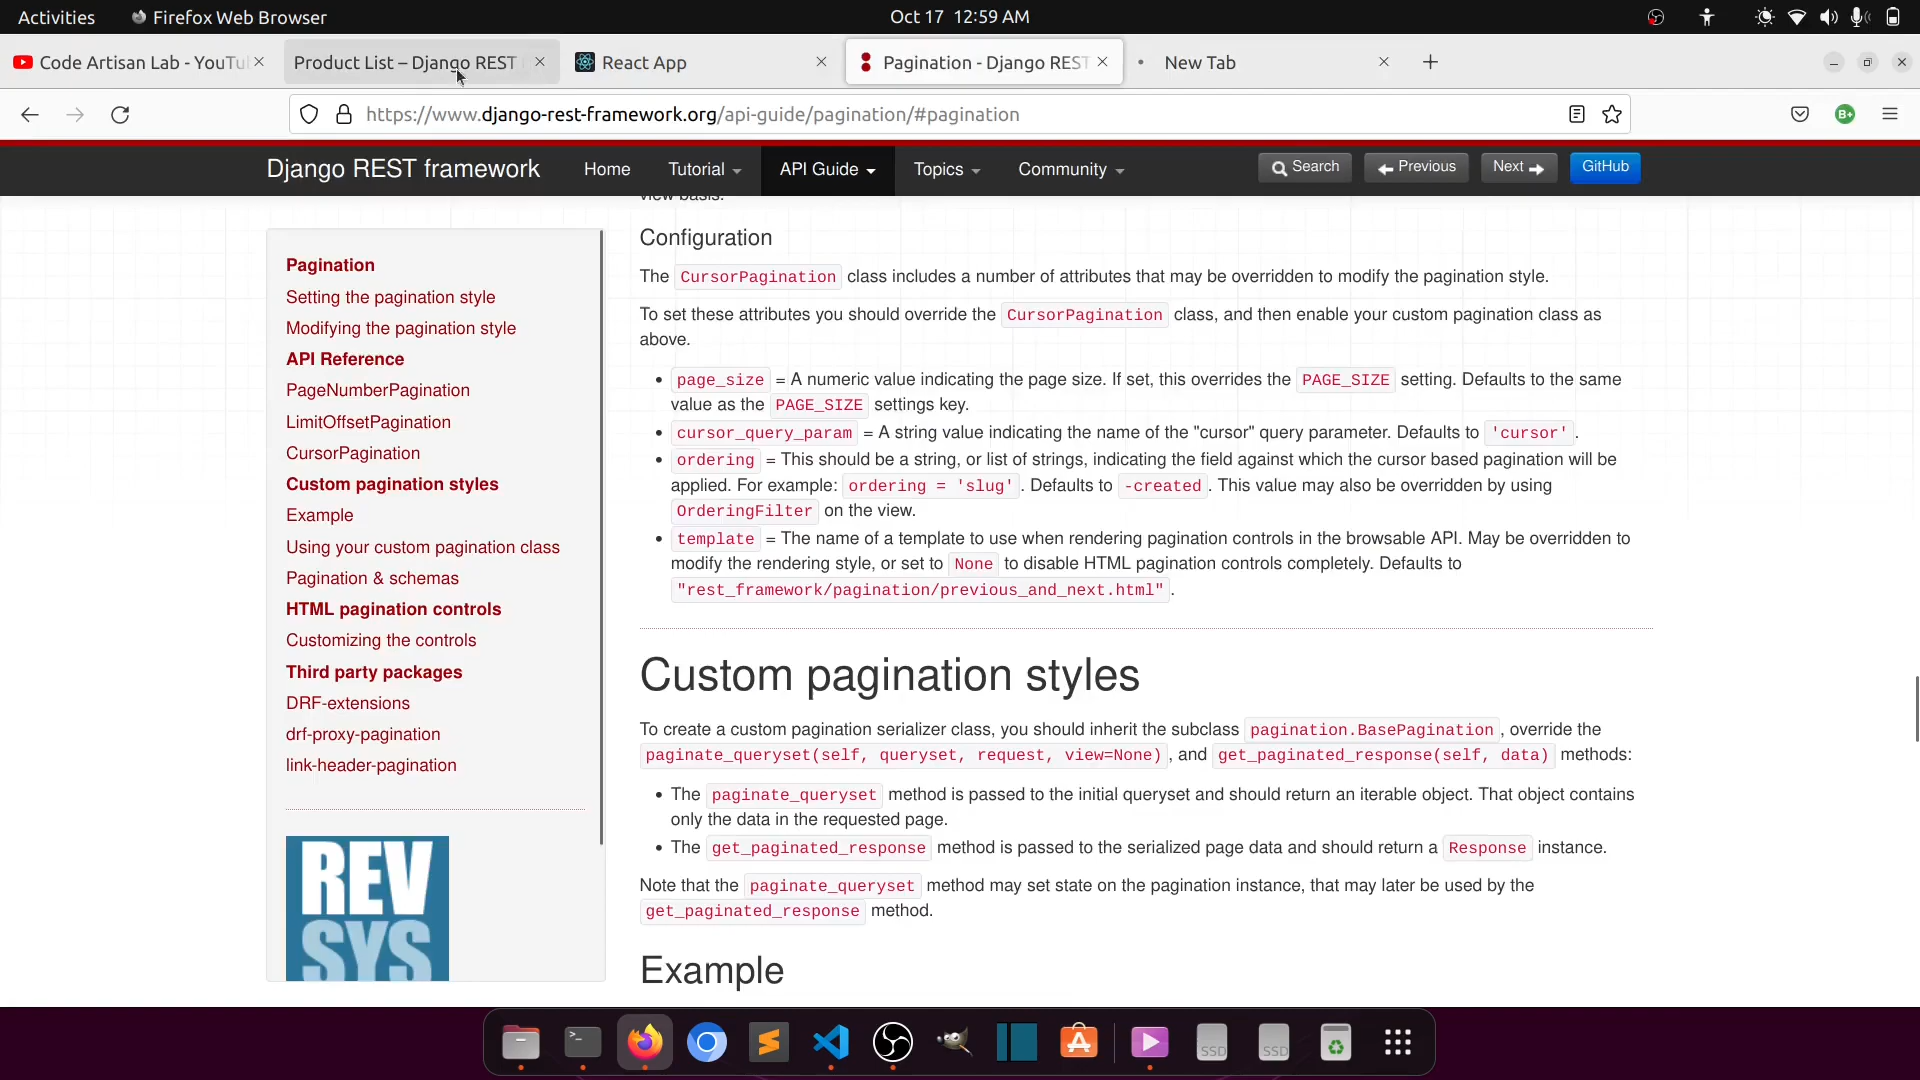 Activities
Firefox Web Browser
Oct 17 12:59 AM
Code Artisan Lab - YouTu
Product List – Django REST
React App
Pagination - Django REST
New Tab
https://www.django-rest-framework.org/api-guide/pagination/#pagination
B+
Django REST framework
Home
Tutorial
API Guide
Topics
Community
Search
Previous
Next
GitHub
view basis.
Pagination
Setting the pagination style
Modifying the pagination style
API Reference
PageNumberPagination
LimitOffsetPagination
CursorPagination
Custom pagination styles
Example
Using your custom pagination class
Pagination & schemas
HTML pagination controls
Customizing the controls
Third party packages
DRF-extensions
drf-proxy-pagination
link-header-pagination
REV
SYS
Configuration
The CursorPagination class includes a number of attributes that may be overridden to modify the pagination style.
To set these attributes you should override the CursorPagination class, and then enable your custom pagination class as
above.
• page_size = A numeric value indicating the page size. If set, this overrides the PAGE_SIZE setting. Defaults to the same
value as the PAGE_SIZE settings key.
• cursor_query_param = A string value indicating the name of the "cursor" query parameter. Defaults to 'cursor'.
• ordering = This should be a string, or list of strings, indicating the field against which the cursor based pagination will be
applied. For example: ordering = 'slug'. Defaults to -created. This value may also be overridden by using
OrderingFilter on the view.
• template = The name of a template to use when rendering pagination controls in the browsable API. May be overridden to
modify the rendering style, or set to None to disable HTML pagination controls completely. Defaults to
"rest_framework/pagination/previous_and_next.html".
Custom pagination styles
To create a custom pagination serializer class, you should inherit the subclass pagination.BasePagination, override the
paginate_queryset(self, queryset, request, view=None), and get_paginated_response(self, data) methods:
• The paginate_queryset method is passed to the initial queryset and should return an iterable object. That object contains
only the data in the requested page.
• The get_paginated_response method is passed to the serialized page data and should return a Response instance.
Note that the paginate_queryset method may set state on the pagination instance, that may later be used by the
get_paginated_response method.
Example
SSD
SSD